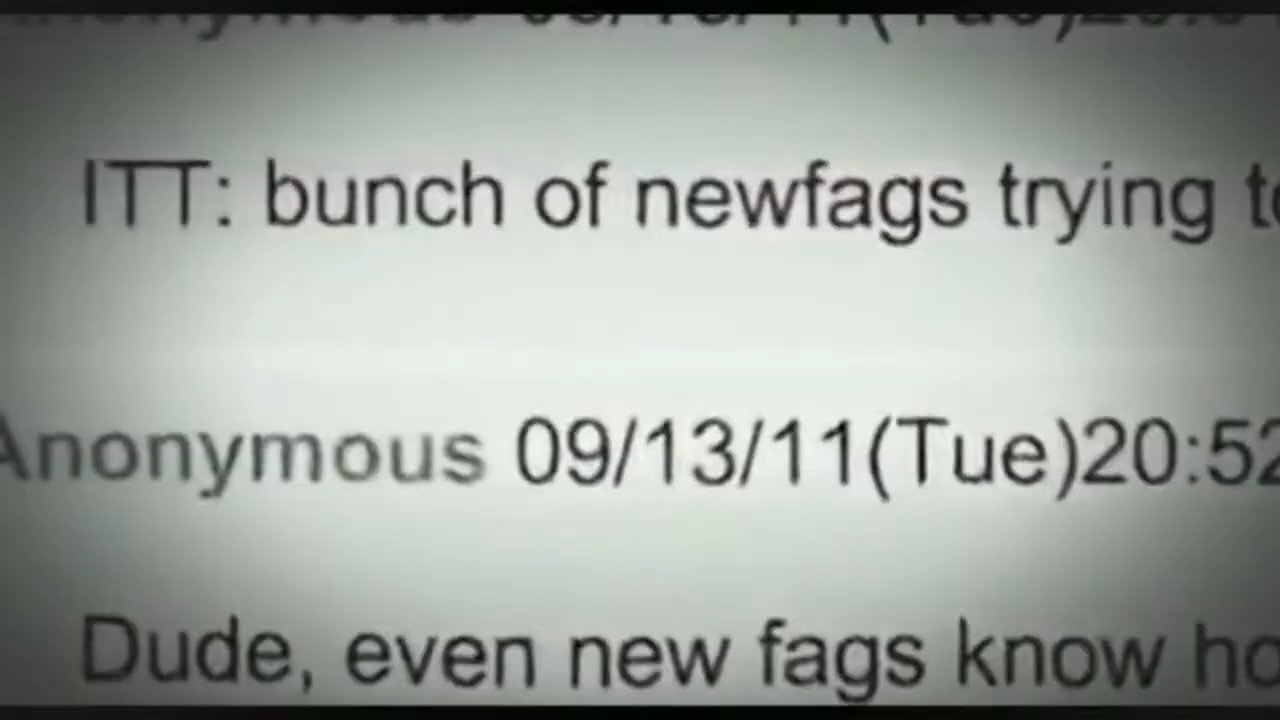 ITT: bunch of newfags trying
Anonymous 09/13/11(Tue)20:52
Dude, even new fags know